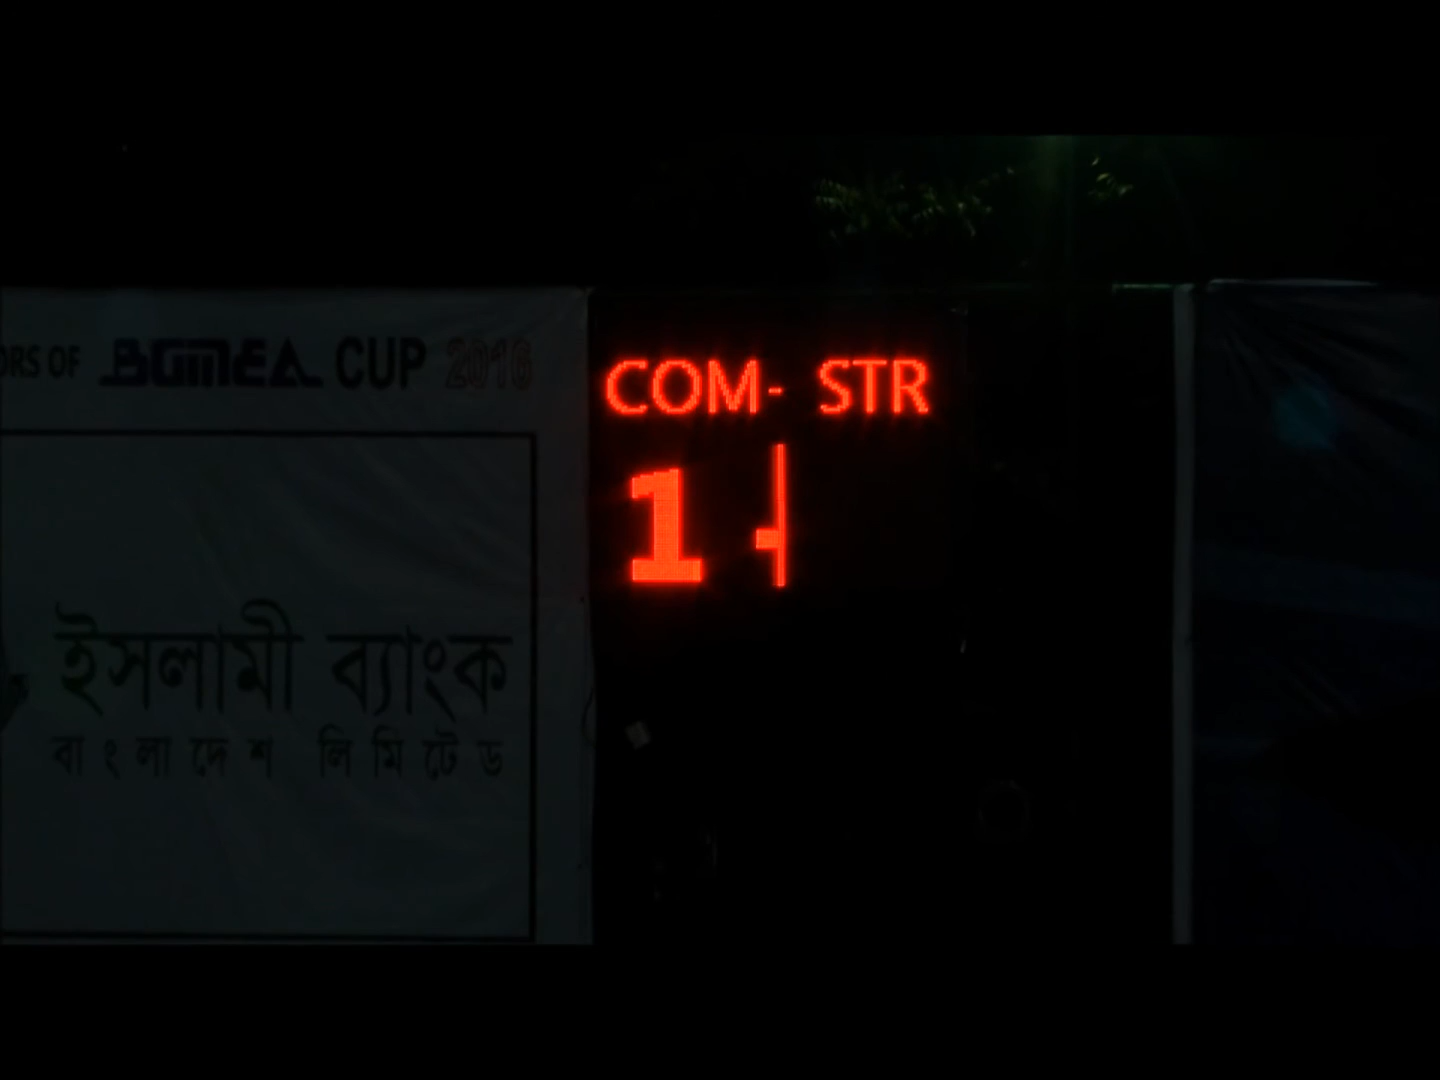 ORS OF BGMEA CUP 2016
ইসলামী ব্যাংক
বাংলাদেশ লিমিটেড
COM- STR
1 -